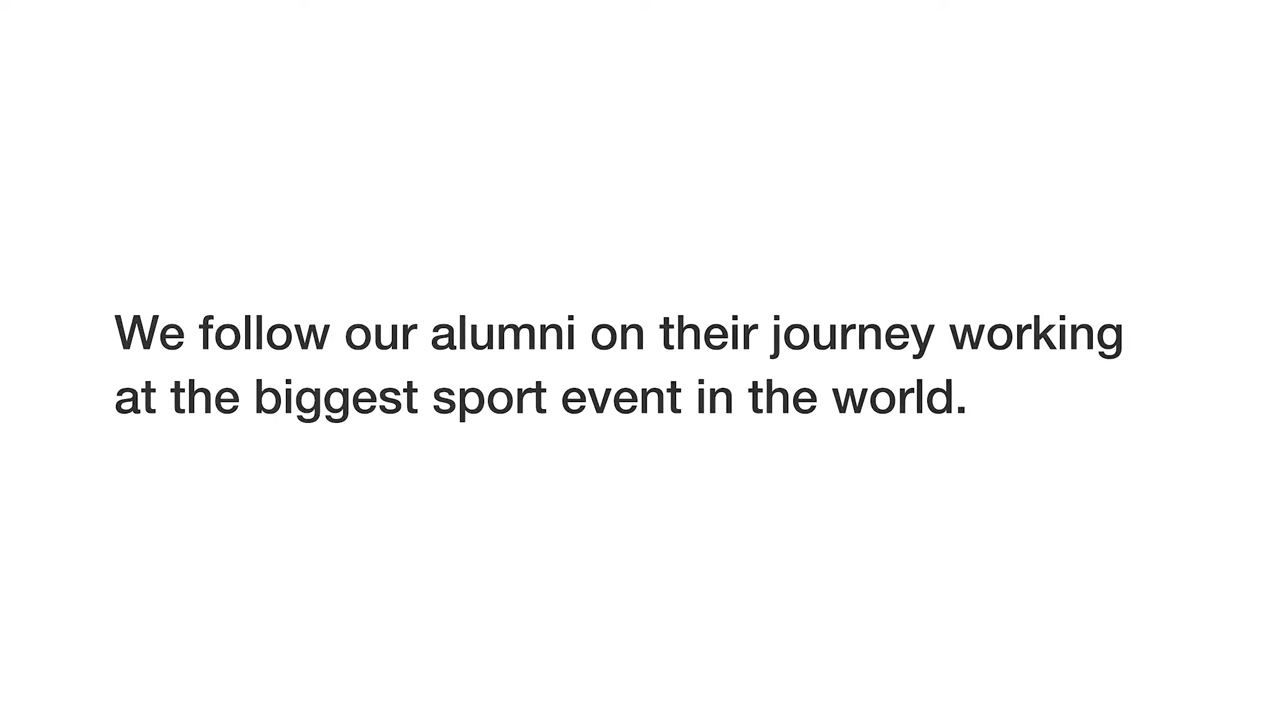 We follow our alumni on their journey working
at the biggest sport event in the world.